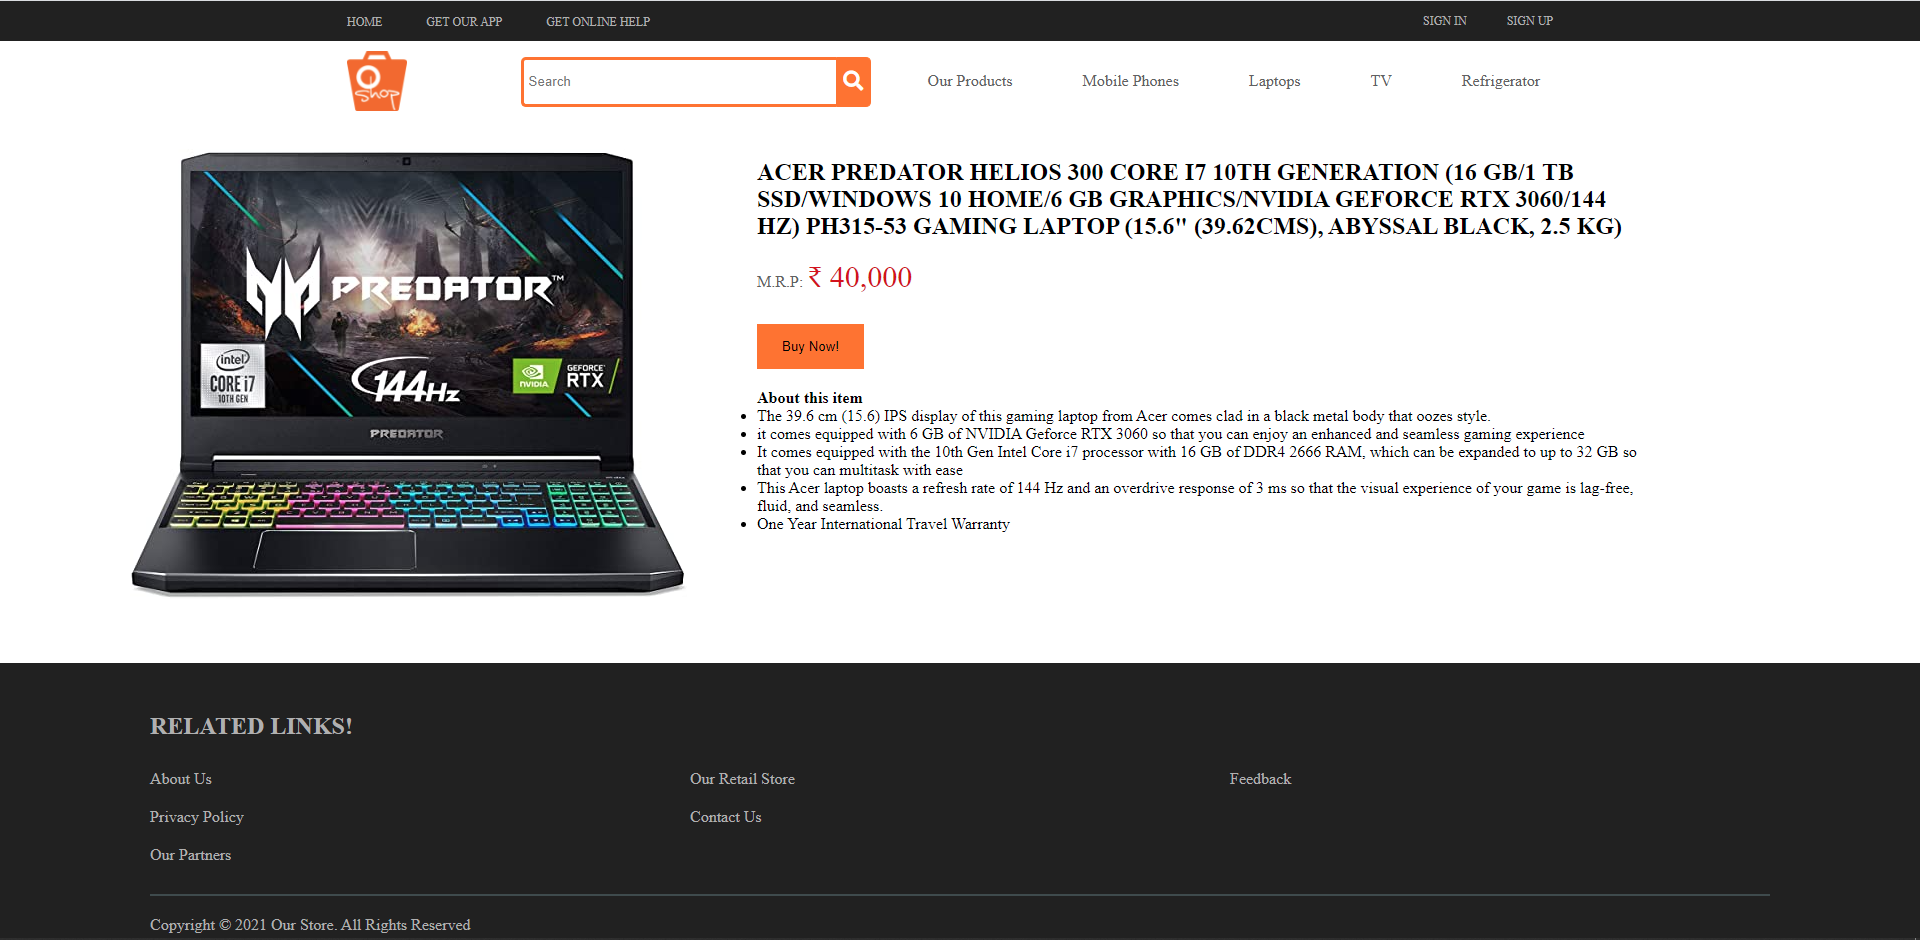 HOME GET OUR APP GET ONLINE HELP SIGN IN SIGN UP
O
Shop
Search
Our Products Mobile Phones Laptops TV Refrigerator
PREDATOR™
intel
CORE i7
10TH GEN
144Hz
NVIDIA
GEFORCE
RTX
PREDATOR
ACER PREDATOR HELIOS 300 CORE I7 10TH GENERATION (16 GB/1 TB
SSD/WINDOWS 10 HOME/6 GB GRAPHICS/NVIDIA GEFORCE RTX 3060/144
HZ) PH315-53 GAMING LAPTOP (15.6" (39.62CMS), ABYSSAL BLACK, 2.5 KG)
M.R.P: ₹ 40,000
Buy Now!
About this item
• The 39.6 cm (15.6) IPS display of this gaming laptop from Acer comes clad in a black metal body that oozes style.
• it comes equipped with 6 GB of NVIDIA Geforce RTX 3060 so that you can enjoy an enhanced and seamless gaming experience
• It comes equipped with the 10th Gen Intel Core i7 processor with 16 GB of DDR4 2666 RAM, which can be expanded to up to 32 GB so
that you can multitask with ease
• This Acer laptop boasts a refresh rate of 144 Hz and an overdrive response of 3 ms so that the visual experience of your game is lag-free,
fluid, and seamless.
• One Year International Travel Warranty
RELATED LINKS!
About Us Our Retail Store Feedback
Privacy Policy Contact Us
Our Partners
Copyright © 2021 Our Store. All Rights Reserved